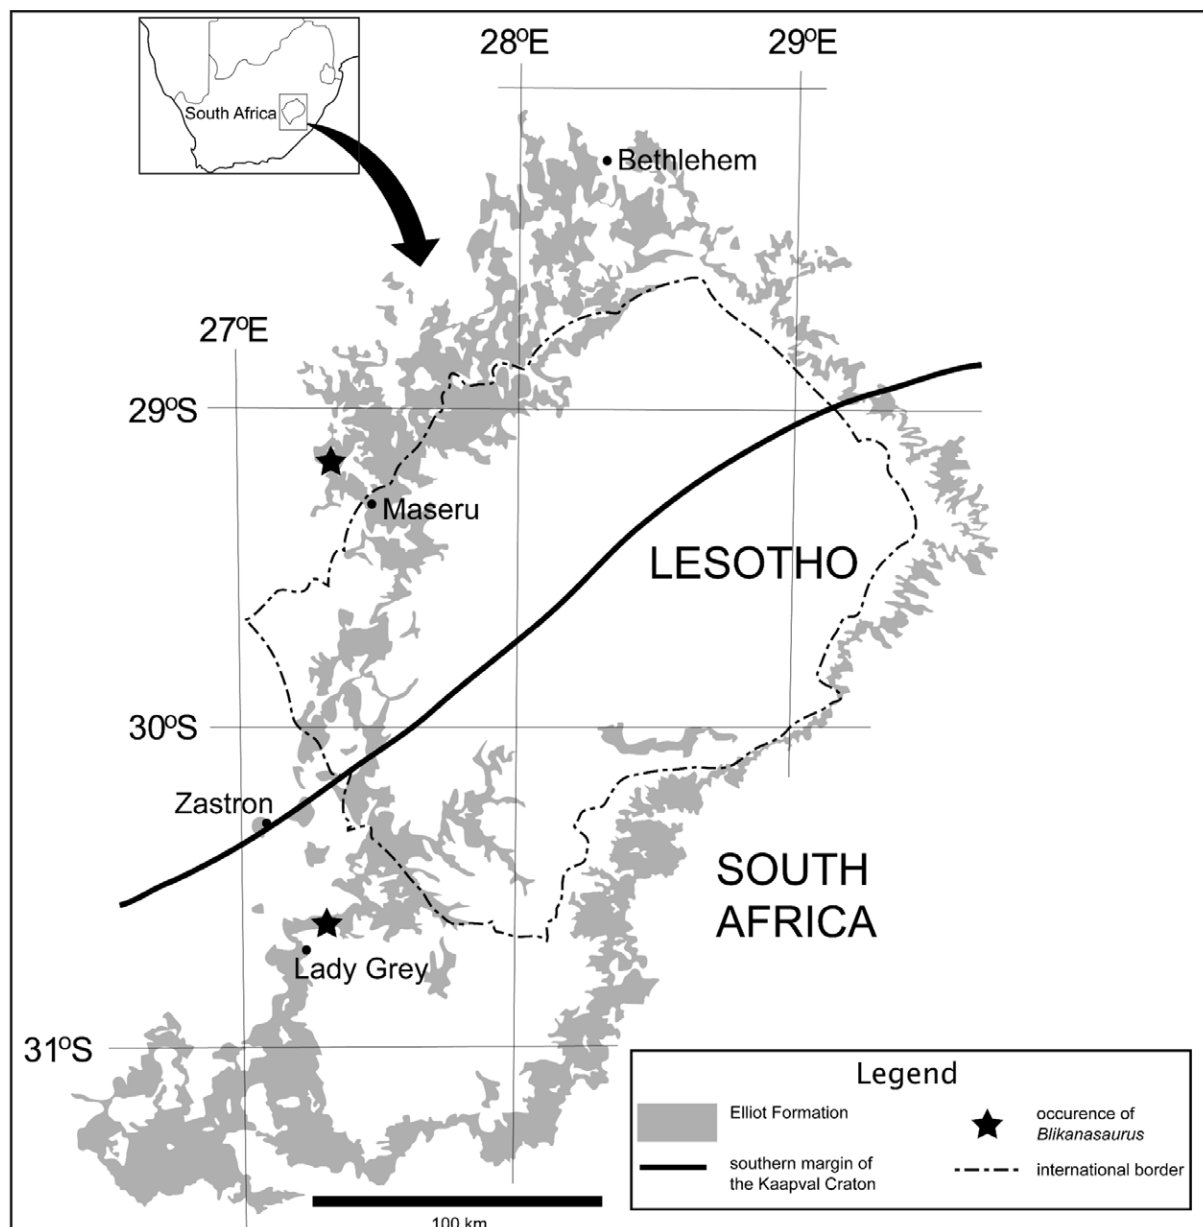 28ºE
29ºE
South Africa
Bethlehem
27ºE
29ºS
Maseru
LESOTHO
30ºS
Zastron
SOUTH
AFRICA
Lady Grey
31ºS
Legend
Elliot Formation
occurence of
Blikanasaurus
southern margin of
the Kaapval Craton
international border
100 km